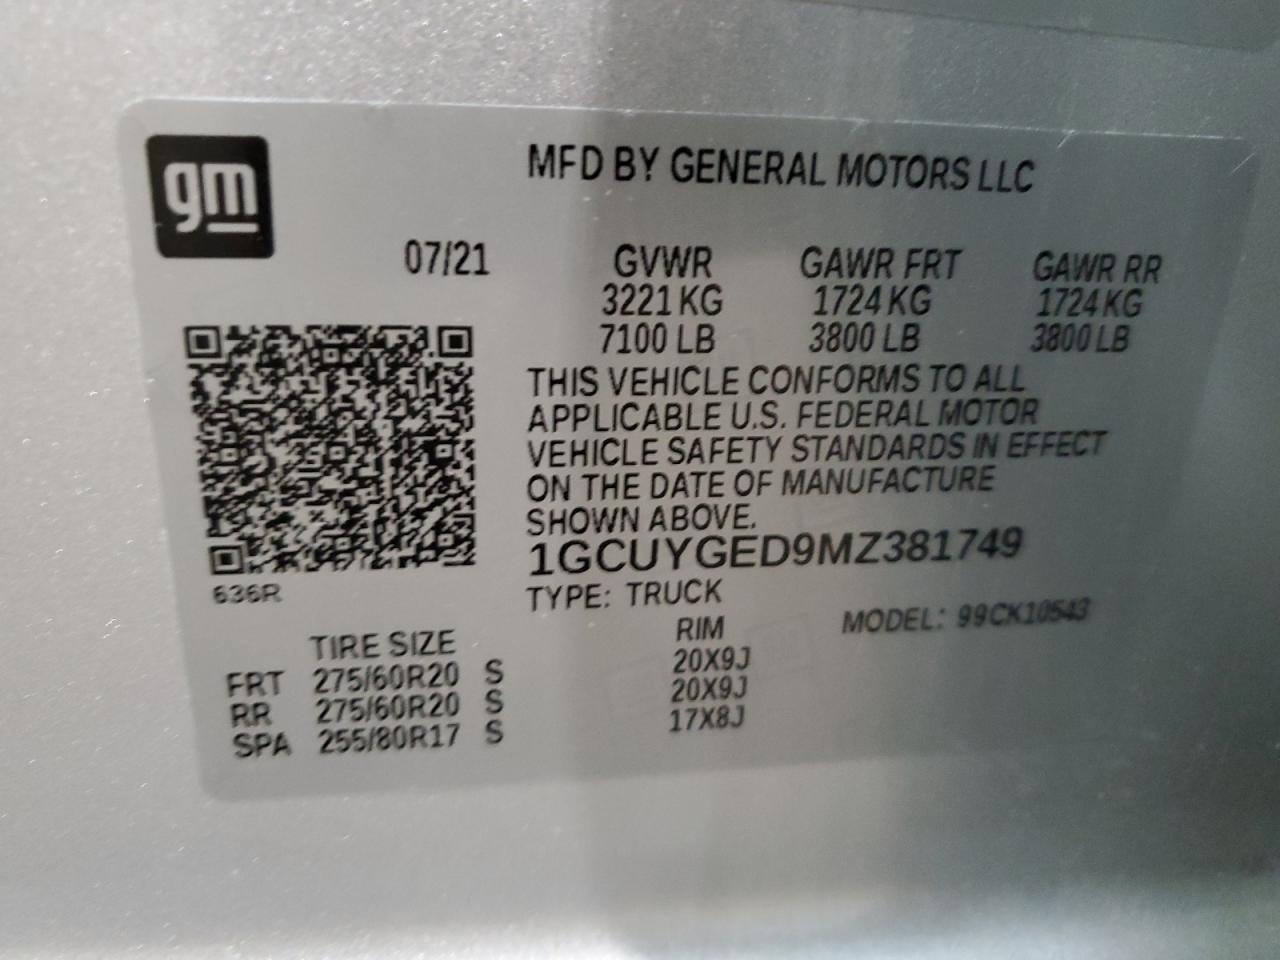 gm
MFD BY GENERAL MOTORS LLC
07/21
GVWR GAWR FRT GAWR RR
3221 KG 1724 KG 1724 KG
7100 LB 3800 LB 3800 LB
THIS VEHICLE CONFORMS TO ALL
APPLICABLE U.S. FEDERAL MOTOR
VEHICLE SAFETY STANDARDS IN EFFECT
ON THE DATE OF MANUFACTURE
SHOWN ABOVE.
1GCUYGED9MZ381749
636R
TYPE: TRUCK
MODEL: 99CK10543
TIRE SIZE RIM
FRT 275/60R20 S 20X9J
RR 275/60R20 S 20X9J
SPA 255/80R17 S 17X8J